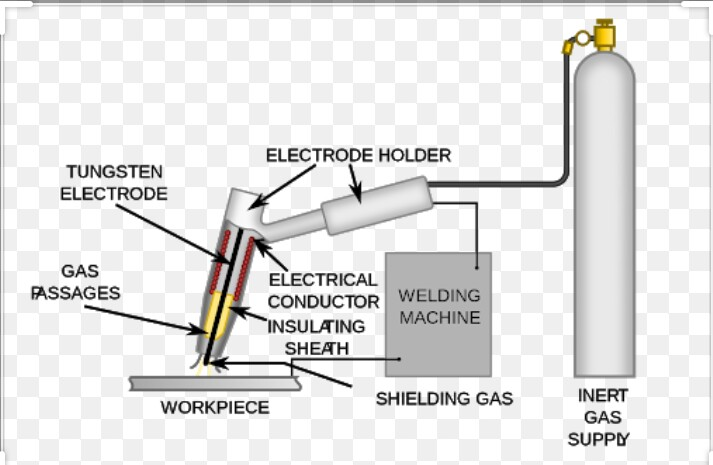 ELECTRODE HOLDER
TUNGSTEN
ELECTRODE
GAS
PASSAGES
ELECTRICAL
CONDUCTOR
INSULATING
SHEATH
WELDING
MACHINE
SHIELDING GAS
WORKPIECE
INERT
GAS
SUPPLY